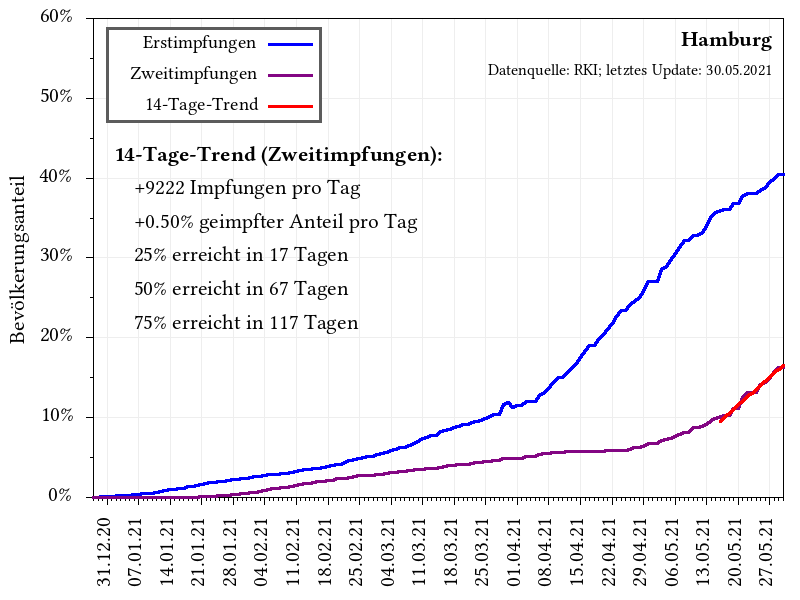 60%
50%
40%
30%
20%
10%
0%
Bevölkerungsanteil
Erstimpfungen
Zweitimpfungen
14-Tage-Trend
Hamburg
Datenquelle: RKI; letztes Update: 30.05.2021
14-Tage-Trend (Zweitimpfungen):
+9222 Impfungen pro Tag
+0.50% geimpfter Anteil pro Tag
25% erreicht in 17 Tagen
50% erreicht in 67 Tagen
75% erreicht in 117 Tagen
31.12.20
07.01.21
14.01.21
21.01.21
28.01.21
04.02.21
11.02.21
18.02.21
25.02.21
04.03.21
11.03.21
18.03.21
25.03.21
01.04.21
08.04.21
15.04.21
22.04.21
29.04.21
06.05.21
13.05.21
20.05.21
27.05.21